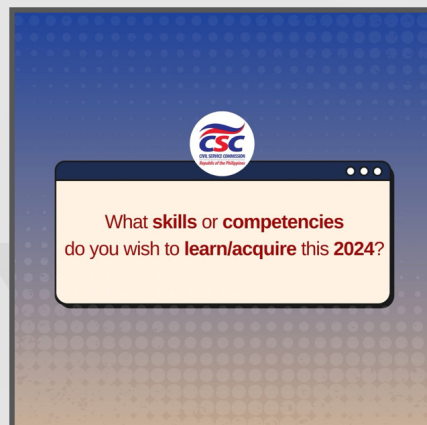 CSC
CIVIL SERVICE COMMISSION
Republic of the Philippines
What skills or competencies
do you wish to learn/acquire this 2024?